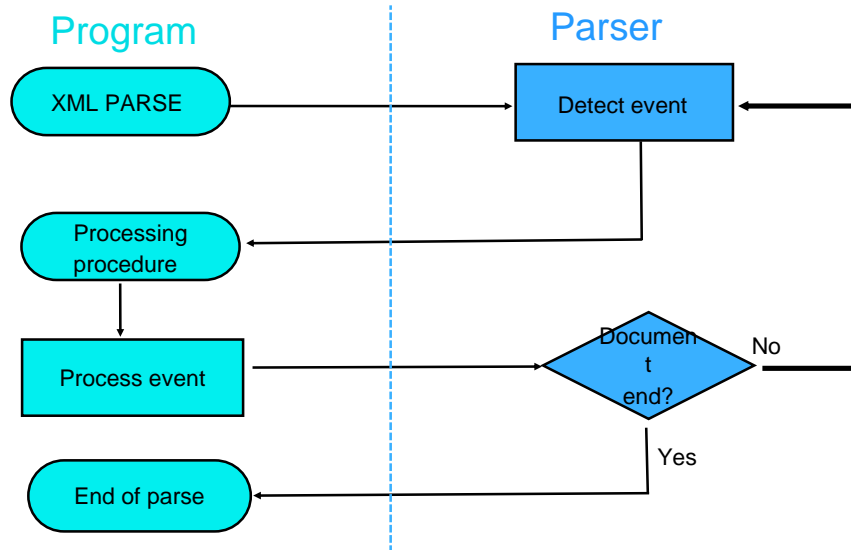 Program
Parser
XML PARSE
Detect event
Processing
procedure
Documen
t
end?
No
Process event
Yes
End of parse